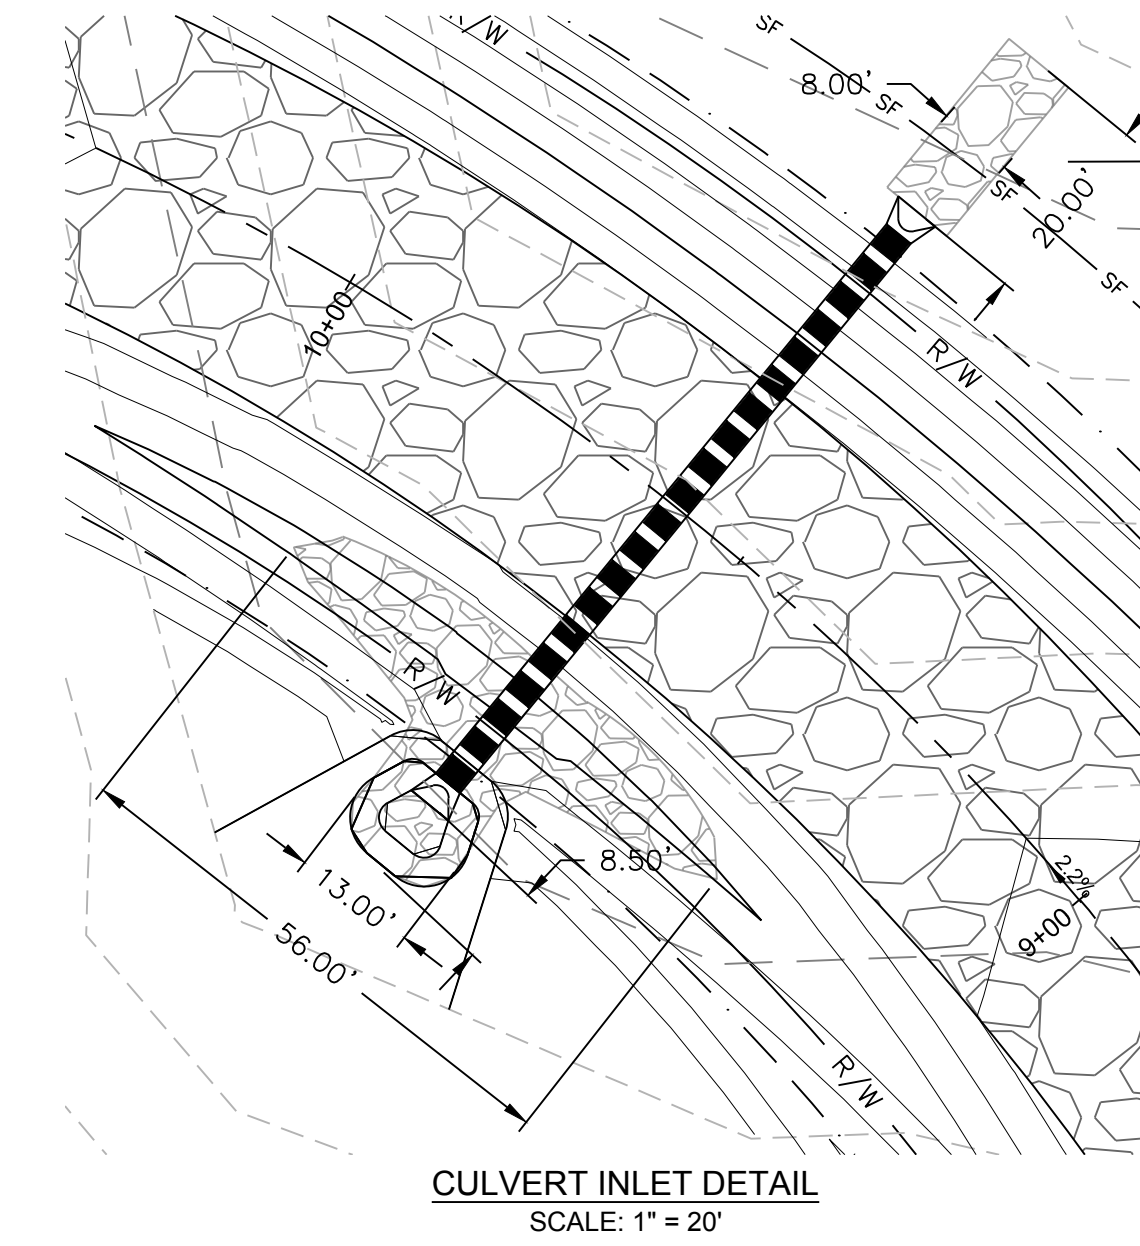 SF
R/W
8.00'
SF
SF
20.00'
SF
10+00
R/W
R/W
8.50'
13.00'
56.00'
2.2%
9+00
R/W
CULVERT INLET DETAIL
SCALE: 1" = 20'